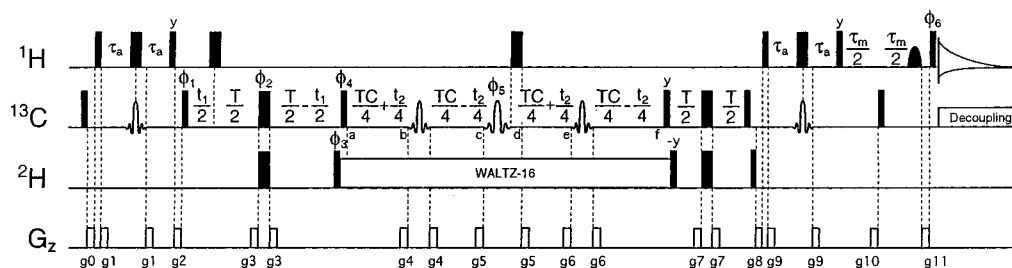 y y ϕ6
1H τa τa τa τa τm/2 τm/2
ϕ1 ϕ2 ϕ4 ϕ5 y
13C t1/2 T/2 T/2 - t1/2 TC/4 + t2/4 TC/4 - t2/4 TC/4 + t2/4 TC/4 - t2/4 T/2 T/2 Decoupling
a b c d e f
ϕ3 -y
2H WALTZ-16
Gz
g0 g1 g1 g2 g3 g3 g4 g4 g5 g5 g6 g6 g7 g7 g8 g9 g9 g10 g11